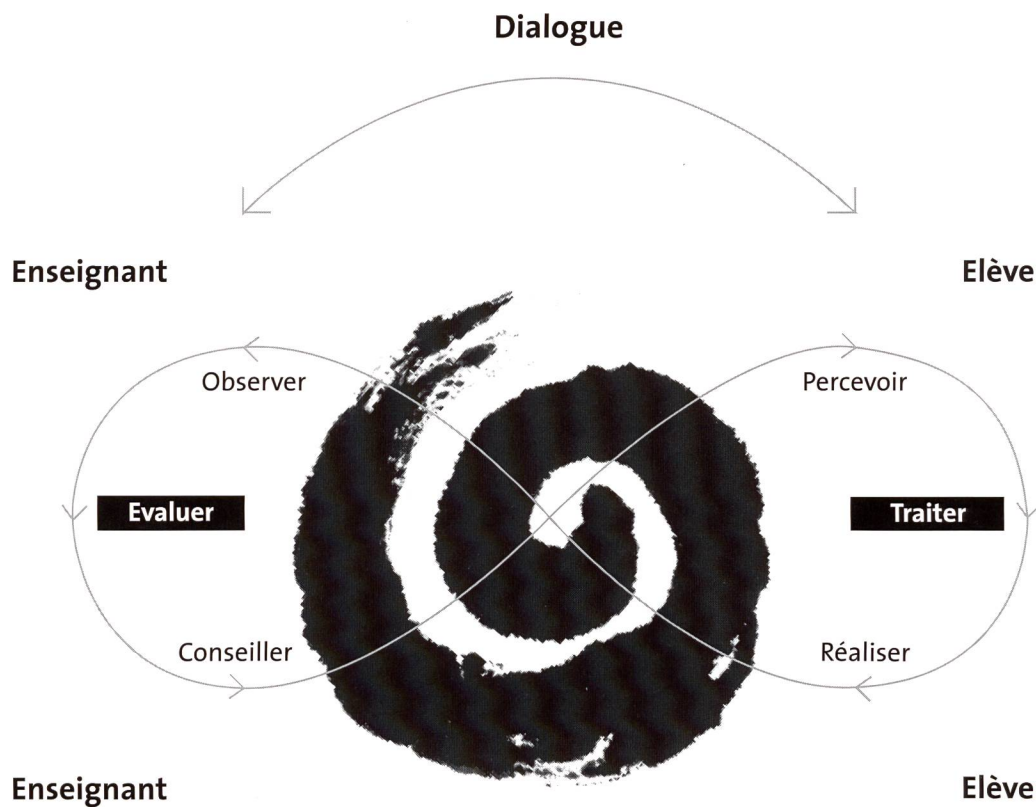 Dialogue
Enseignant
Elève
Observer
Percevoir
Evaluer
Traiter
Conseiller
Réaliser
Enseignant
Elève